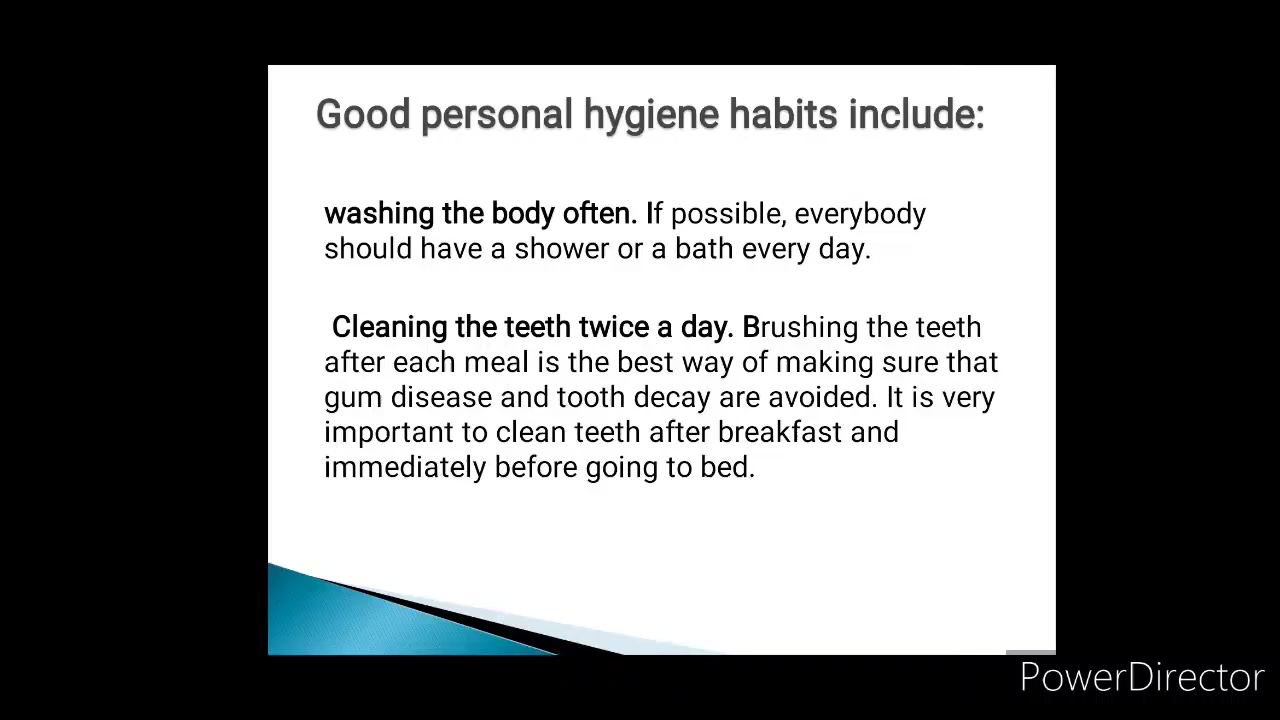 Good personal hygiene habits include:
washing the body often. If possible, everybody
should have a shower or a bath every day.
Cleaning the teeth twice a day. Brushing the teeth
after each meal is the best way of making sure that
gum disease and tooth decay are avoided. It is very
important to clean teeth after breakfast and
immediately before going to bed.
PowerDirector